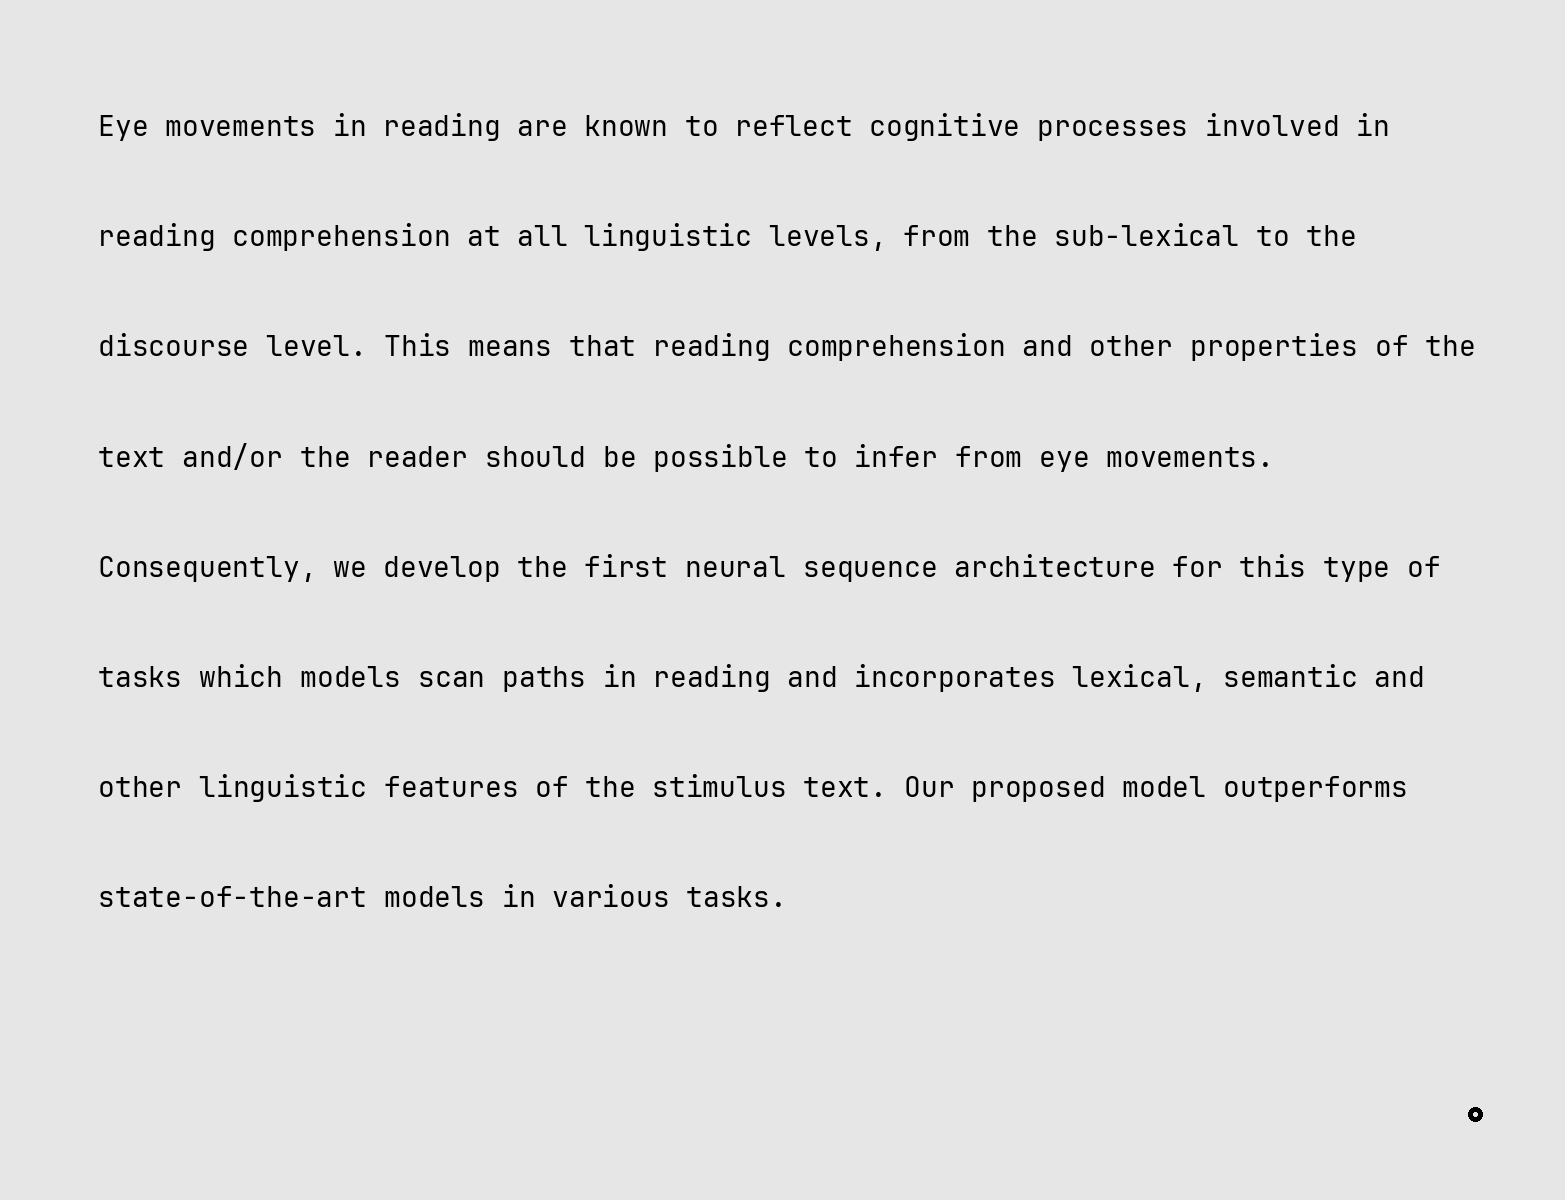 Eye movements in reading are known to reflect cognitive processes involved in
reading comprehension at all linguistic levels, from the sub-lexical to the
discourse level. This means that reading comprehension and other properties of the
text and/or the reader should be possible to infer from eye movements.
Consequently, we develop the first neural sequence architecture for this type of
tasks which models scan paths in reading and incorporates lexical, semantic and
other linguistic features of the stimulus text. Our proposed model outperforms
state-of-the-art models in various tasks.